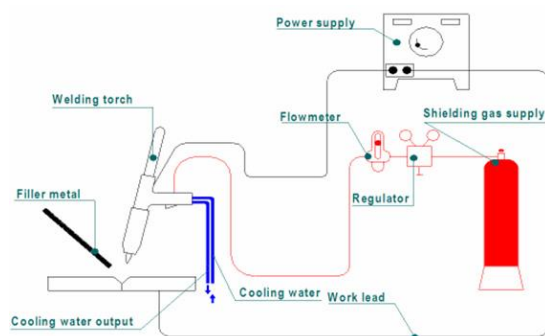 Power supply
Welding torch
Flowmeter
Shielding gas supply
Filler metal
Regulator
Cooling water
Work lead
Cooling water output